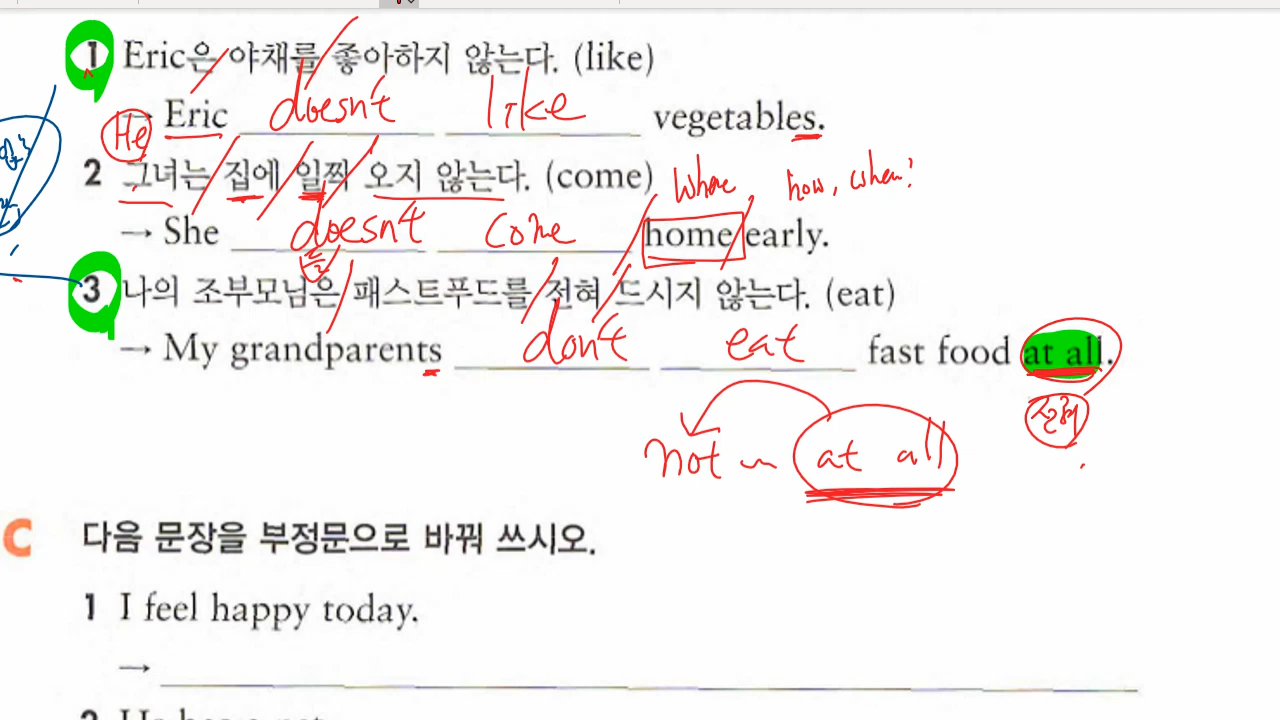 1 Eric은 야채를 좋아하지 않는다. (like)
→ Eric doesn't like vegetables.
He
2 그녀는 집에 일찍 오지 않는다. (come) where, how, when?
→ She doesn't come home early.
3 나의 조부모님은 패스트푸드를 전혀 드시지 않는다. (eat)
→ My grandparents don't eat fast food at all.
전혀
not ~ at all
C 다음 문장을 부정문으로 바꿔 쓰시오.
1 I feel happy today.
→